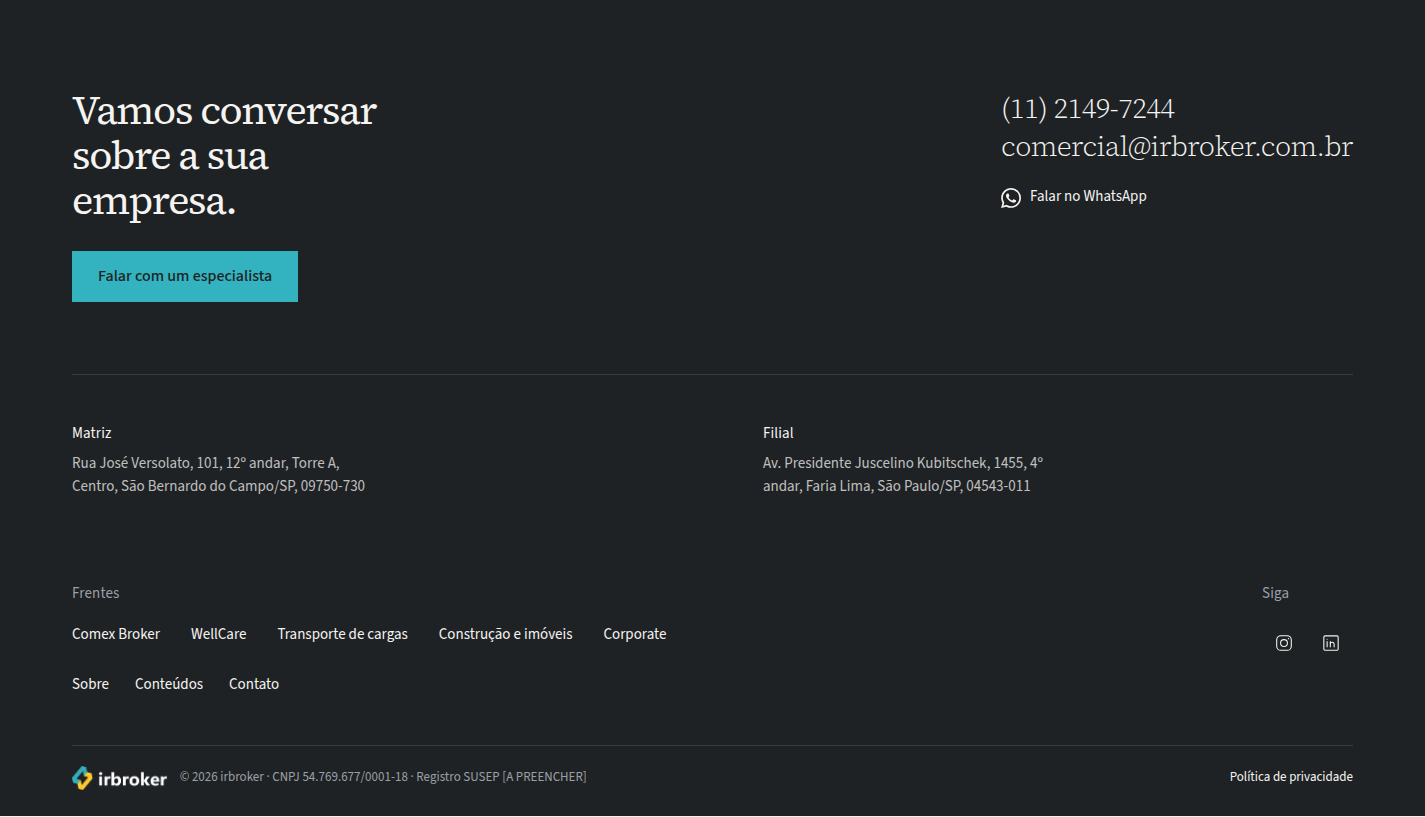 Vamos conversar
sobre a sua
empresa.
Falar com um especialista
(11) 2149-7244
comercial@irbroker.com.br
Falar no WhatsApp
Matriz
Rua José Versolato, 101, 12º andar, Torre A,
Centro, São Bernardo do Campo/SP, 09750-730
Filial
Av. Presidente Juscelino Kubitschek, 1455, 4º
andar, Faria Lima, São Paulo/SP, 04543-011
Frentes
Comex Broker WellCare Transporte de cargas Construção e imóveis Corporate
Sobre Conteúdos Contato
Siga
in
irbroker © 2026 irbroker · CNPJ 54.769.677/0001-18 · Registro SUSEP [A PREENCHER]
Política de privacidade